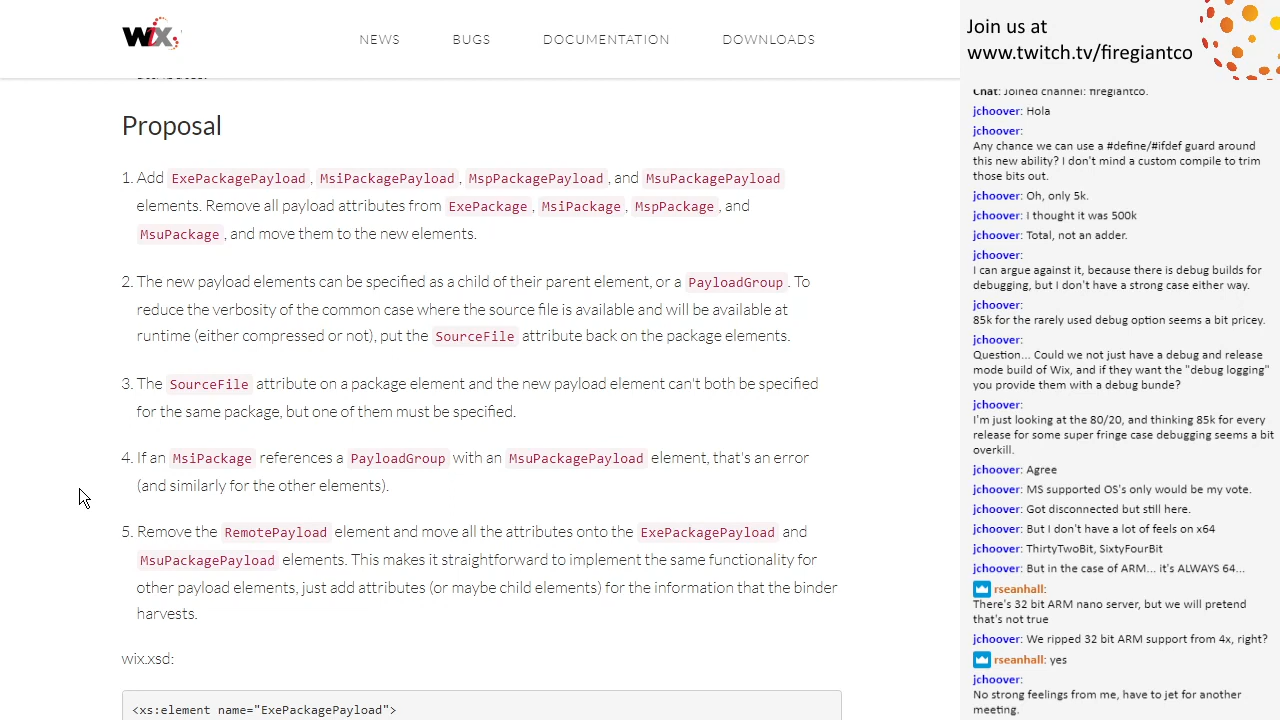 WiX
NEWS
BUGS
DOCUMENTATION
DOWNLOADS
Proposal
1. Add ExePackagePayload, MsiPackagePayload, MspPackagePayload, and MsuPackagePayload
elements. Remove all payload attributes from ExePackage, MsiPackage, MspPackage, and
MsuPackage, and move them to the new elements.
2. The new payload elements can be specified as a child of their parent element, or a PayloadGroup. To
reduce the verbosity of the common case where the source file is available and will be available at
runtime (either compressed or not), put the SourceFile attribute back on the package elements.
3. The SourceFile attribute on a package element and the new payload element can't both be specified
for the same package, but one of them must be specified.
4. If an MsiPackage references a PayloadGroup with an MsuPackagePayload element, that's an error
(and similarly for the other elements).
5. Remove the RemotePayload element and move all the attributes onto the ExePackagePayload and
MsuPackagePayload elements. This makes it straightforward to implement the same functionality for
other payload elements, just add attributes (or maybe child elements) for the information that the binder
harvests.
wix.xsd:
<xs:element name="ExePackagePayload">
Join us at
www.twitch.tv/firegiantco
Chat: Joined channel: firegiantco.
jchoover: Hola
jchoover:
Any chance we can use a #define/#ifdef guard around
this new ability? I don't mind a custom compile to trim
those bits out.
jchoover: Oh, only 5k.
jchoover: I thought it was 500k
jchoover: Total, not an adder.
jchoover:
I can argue against it, because there is debug builds for
debugging, but I don't have a strong case either way.
jchoover:
85k for the rarely used debug option seems a bit pricey.
jchoover:
Question... Could we not just have a debug and release
mode build of Wix, and if they want the "debug logging"
you provide them with a debug bunde?
jchoover:
I'm just looking at the 80/20, and thinking 85k for every
release for some super fringe case debugging seems a bit
overkill.
jchoover: Agree
jchoover: MS supported OS's only would be my vote.
jchoover: Got disconnected but still here.
jchoover: But I don't have a lot of feels on x64
jchoover: ThirtyTwoBit, SixtyFourBit
jchoover: But in the case of ARM... it's ALWAYS 64...
rseanhall:
There's 32 bit ARM nano server, but we will pretend
that's not true
jchoover: We ripped 32 bit ARM support from 4x, right?
rseanhall: yes
jchoover:
No strong feelings from me, have to jet for another
meeting.